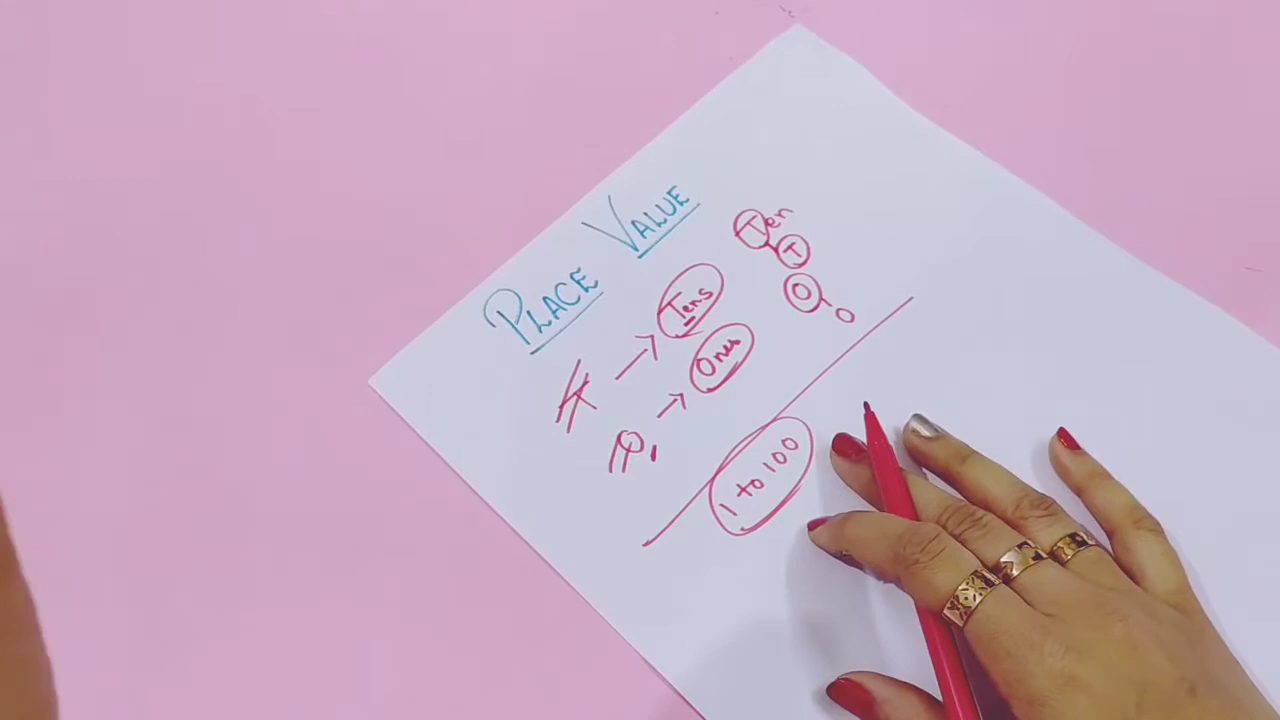 PLACE VALUE
T → Tens
O → Ones
Ten
T
O
O
1 to 100